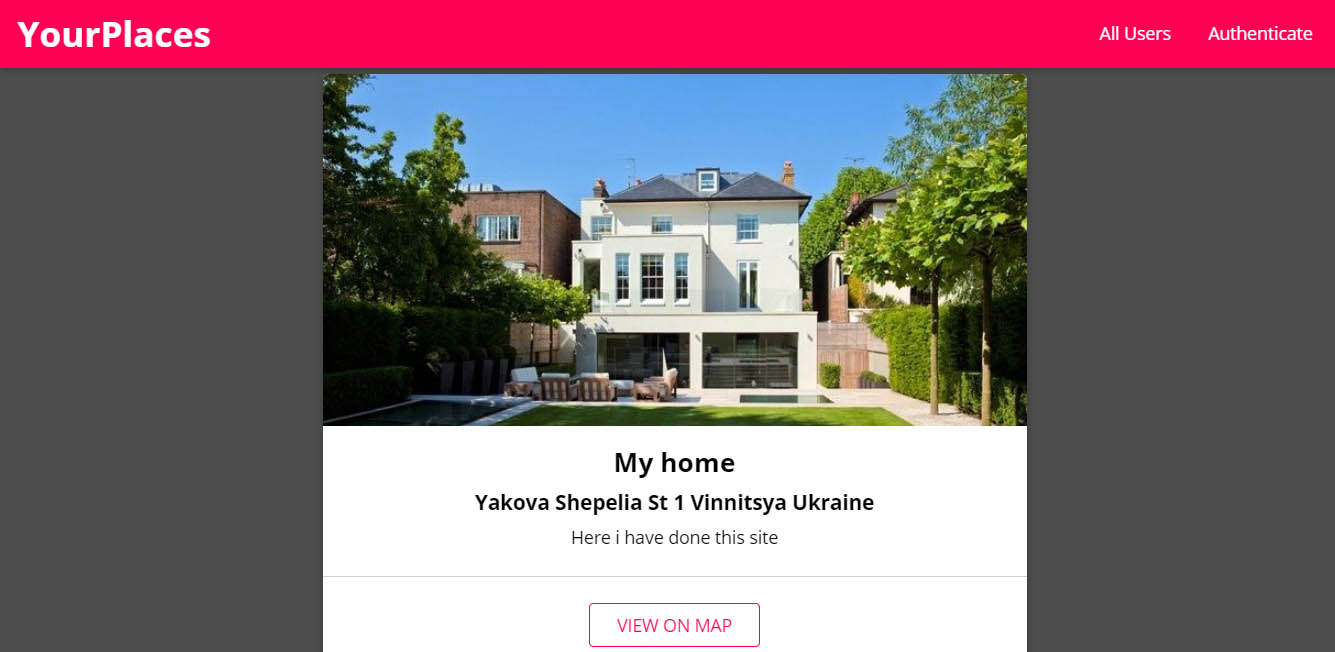 YourPlaces
All Users
Authenticate
My home
Yakova Shepelia St 1 Vinnitsya Ukraine
Here i have done this site
VIEW ON MAP